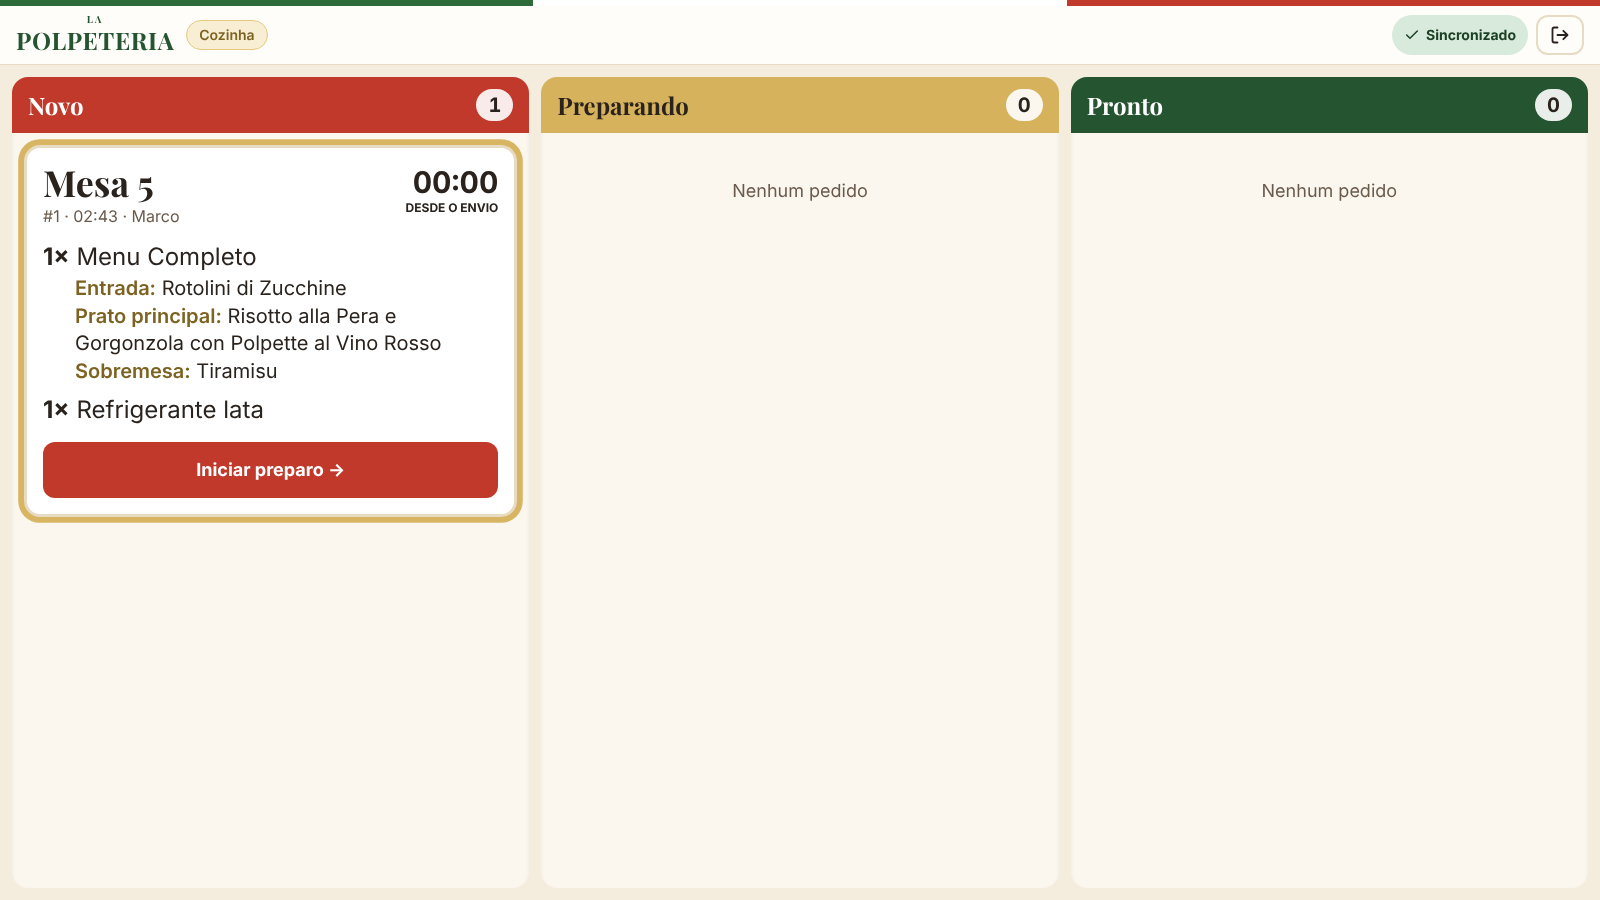 LA
POLPETERIA
Cozinha
Sincronizado
Novo
1
Mesa 5
00:00
#1 · 02:43 · Marco
DESDE O ENVIO
1× Menu Completo
Entrada: Rotolini di Zucchine
Prato principal: Risotto alla Pera e
Gorgonzola con Polpette al Vino Rosso
Sobremesa: Tiramisu
1× Refrigerante lata
Iniciar preparo →
Preparando
0
Nenhum pedido
Pronto
0
Nenhum pedido